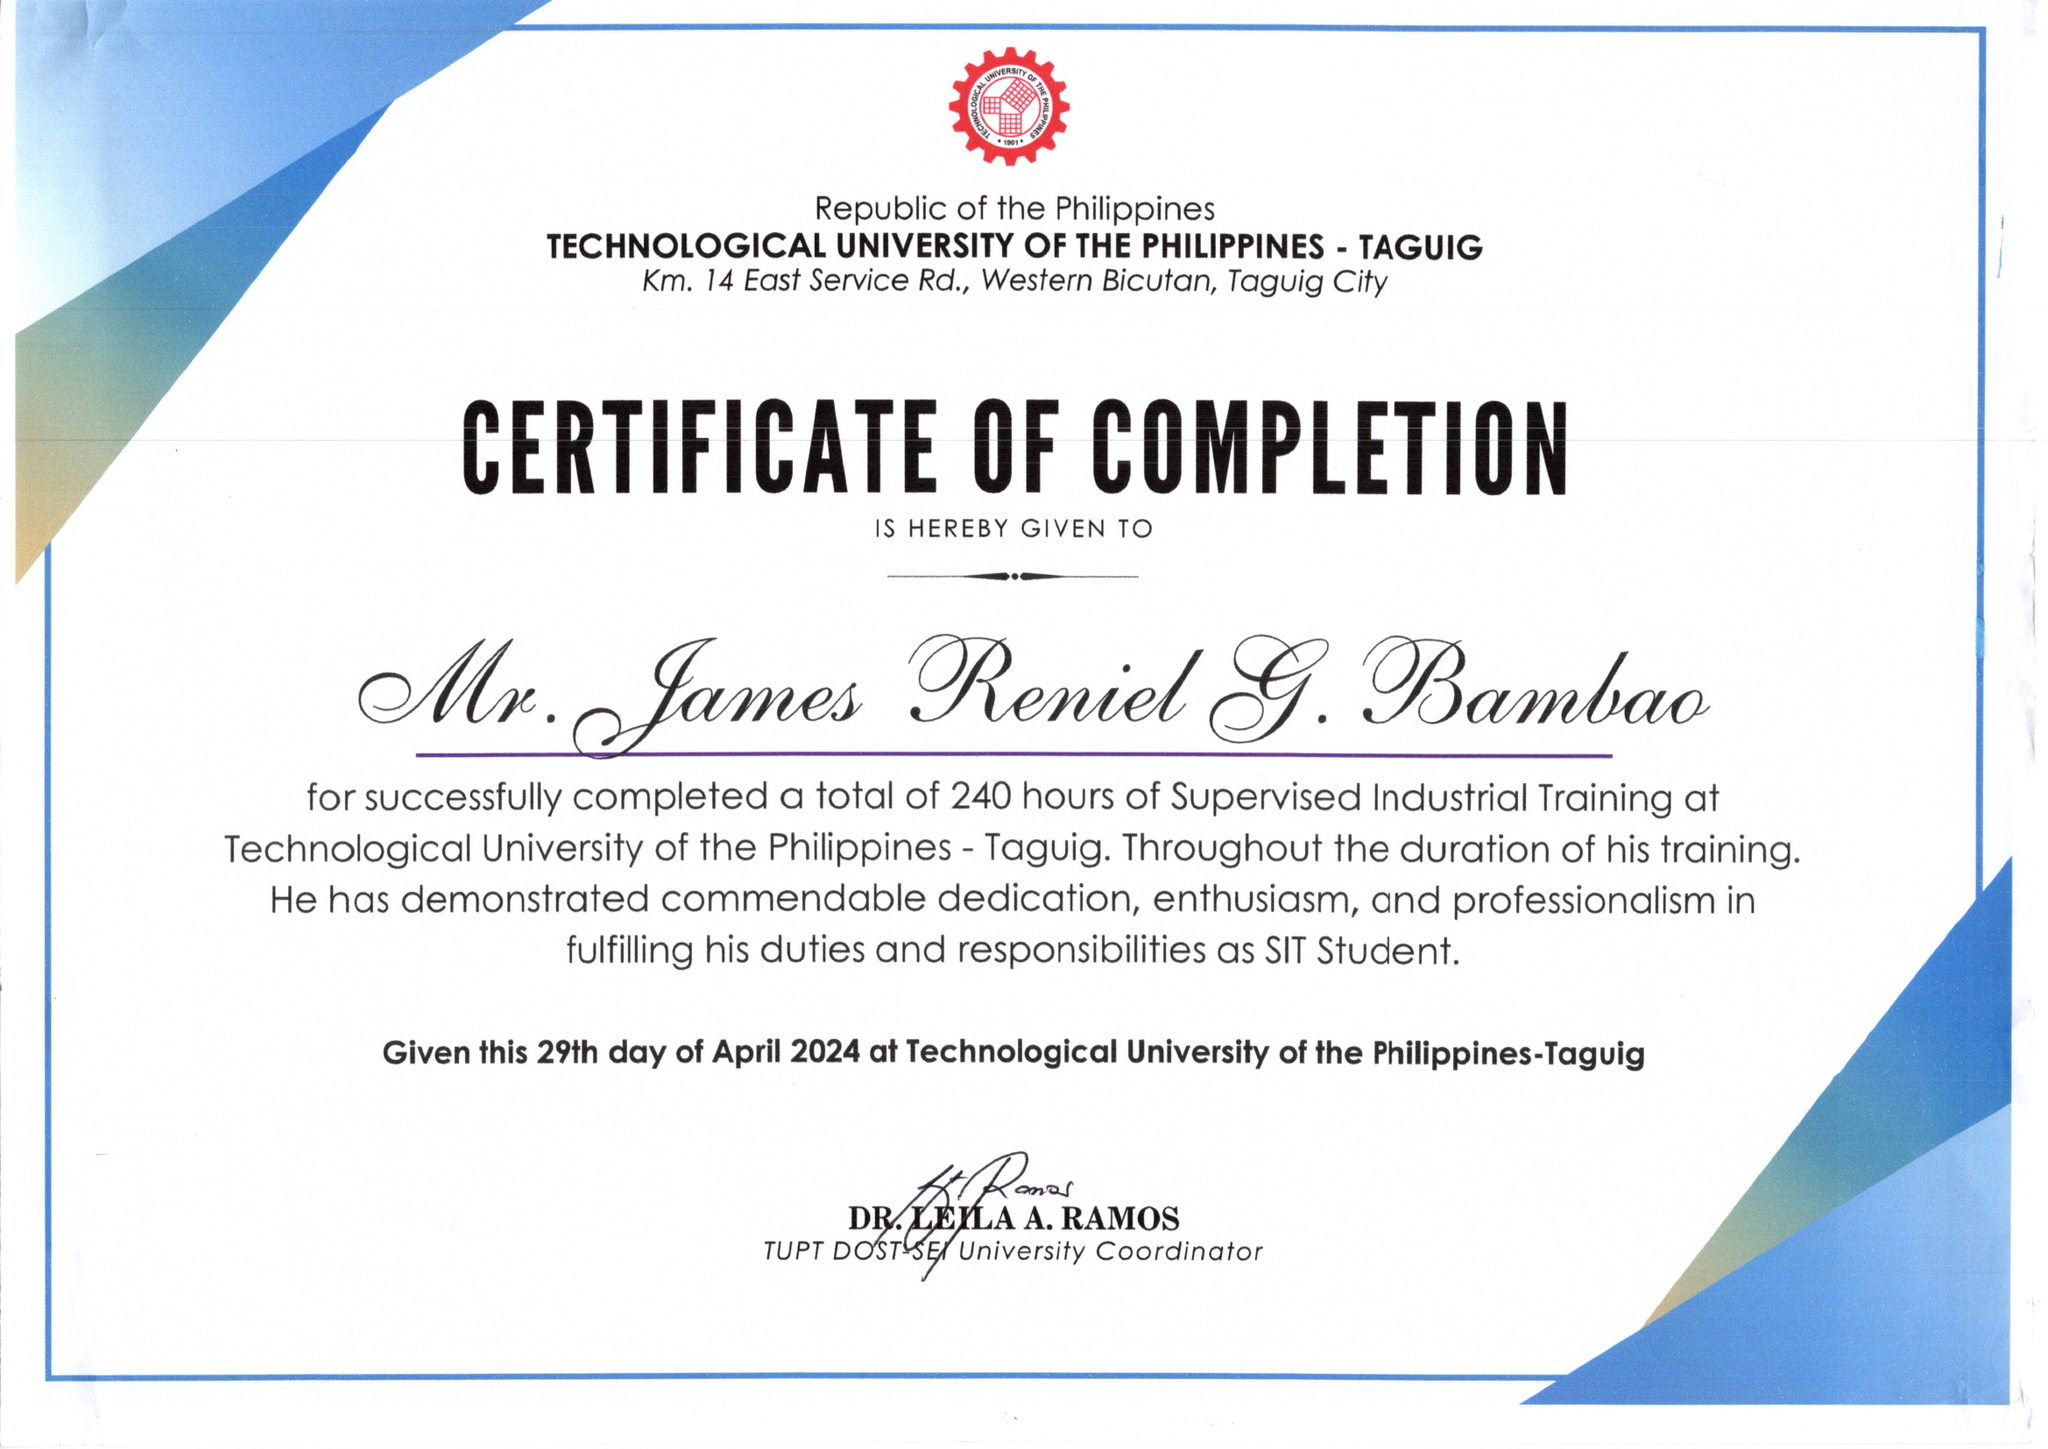 TECHNOLOGICAL UNIVERSITY OF THE PHILIPPINES
• 1901 •
Republic of the Philippines
TECHNOLOGICAL UNIVERSITY OF THE PHILIPPINES - TAGUIG
Km. 14 East Service Rd., Western Bicutan, Taguig City
CERTIFICATE OF COMPLETION
IS HEREBY GIVEN TO
Mr. James Reniel G. Bambao
for successfully completed a total of 240 hours of Supervised Industrial Training at
Technological University of the Philippines - Taguig. Throughout the duration of his training.
He has demonstrated commendable dedication, enthusiasm, and professionalism in
fulfilling his duties and responsibilities as SIT Student.
Given this 29th day of April 2024 at Technological University of the Philippines-Taguig
Ramos
DR. LEILA A. RAMOS
TUPT DOST-SEI University Coordinator